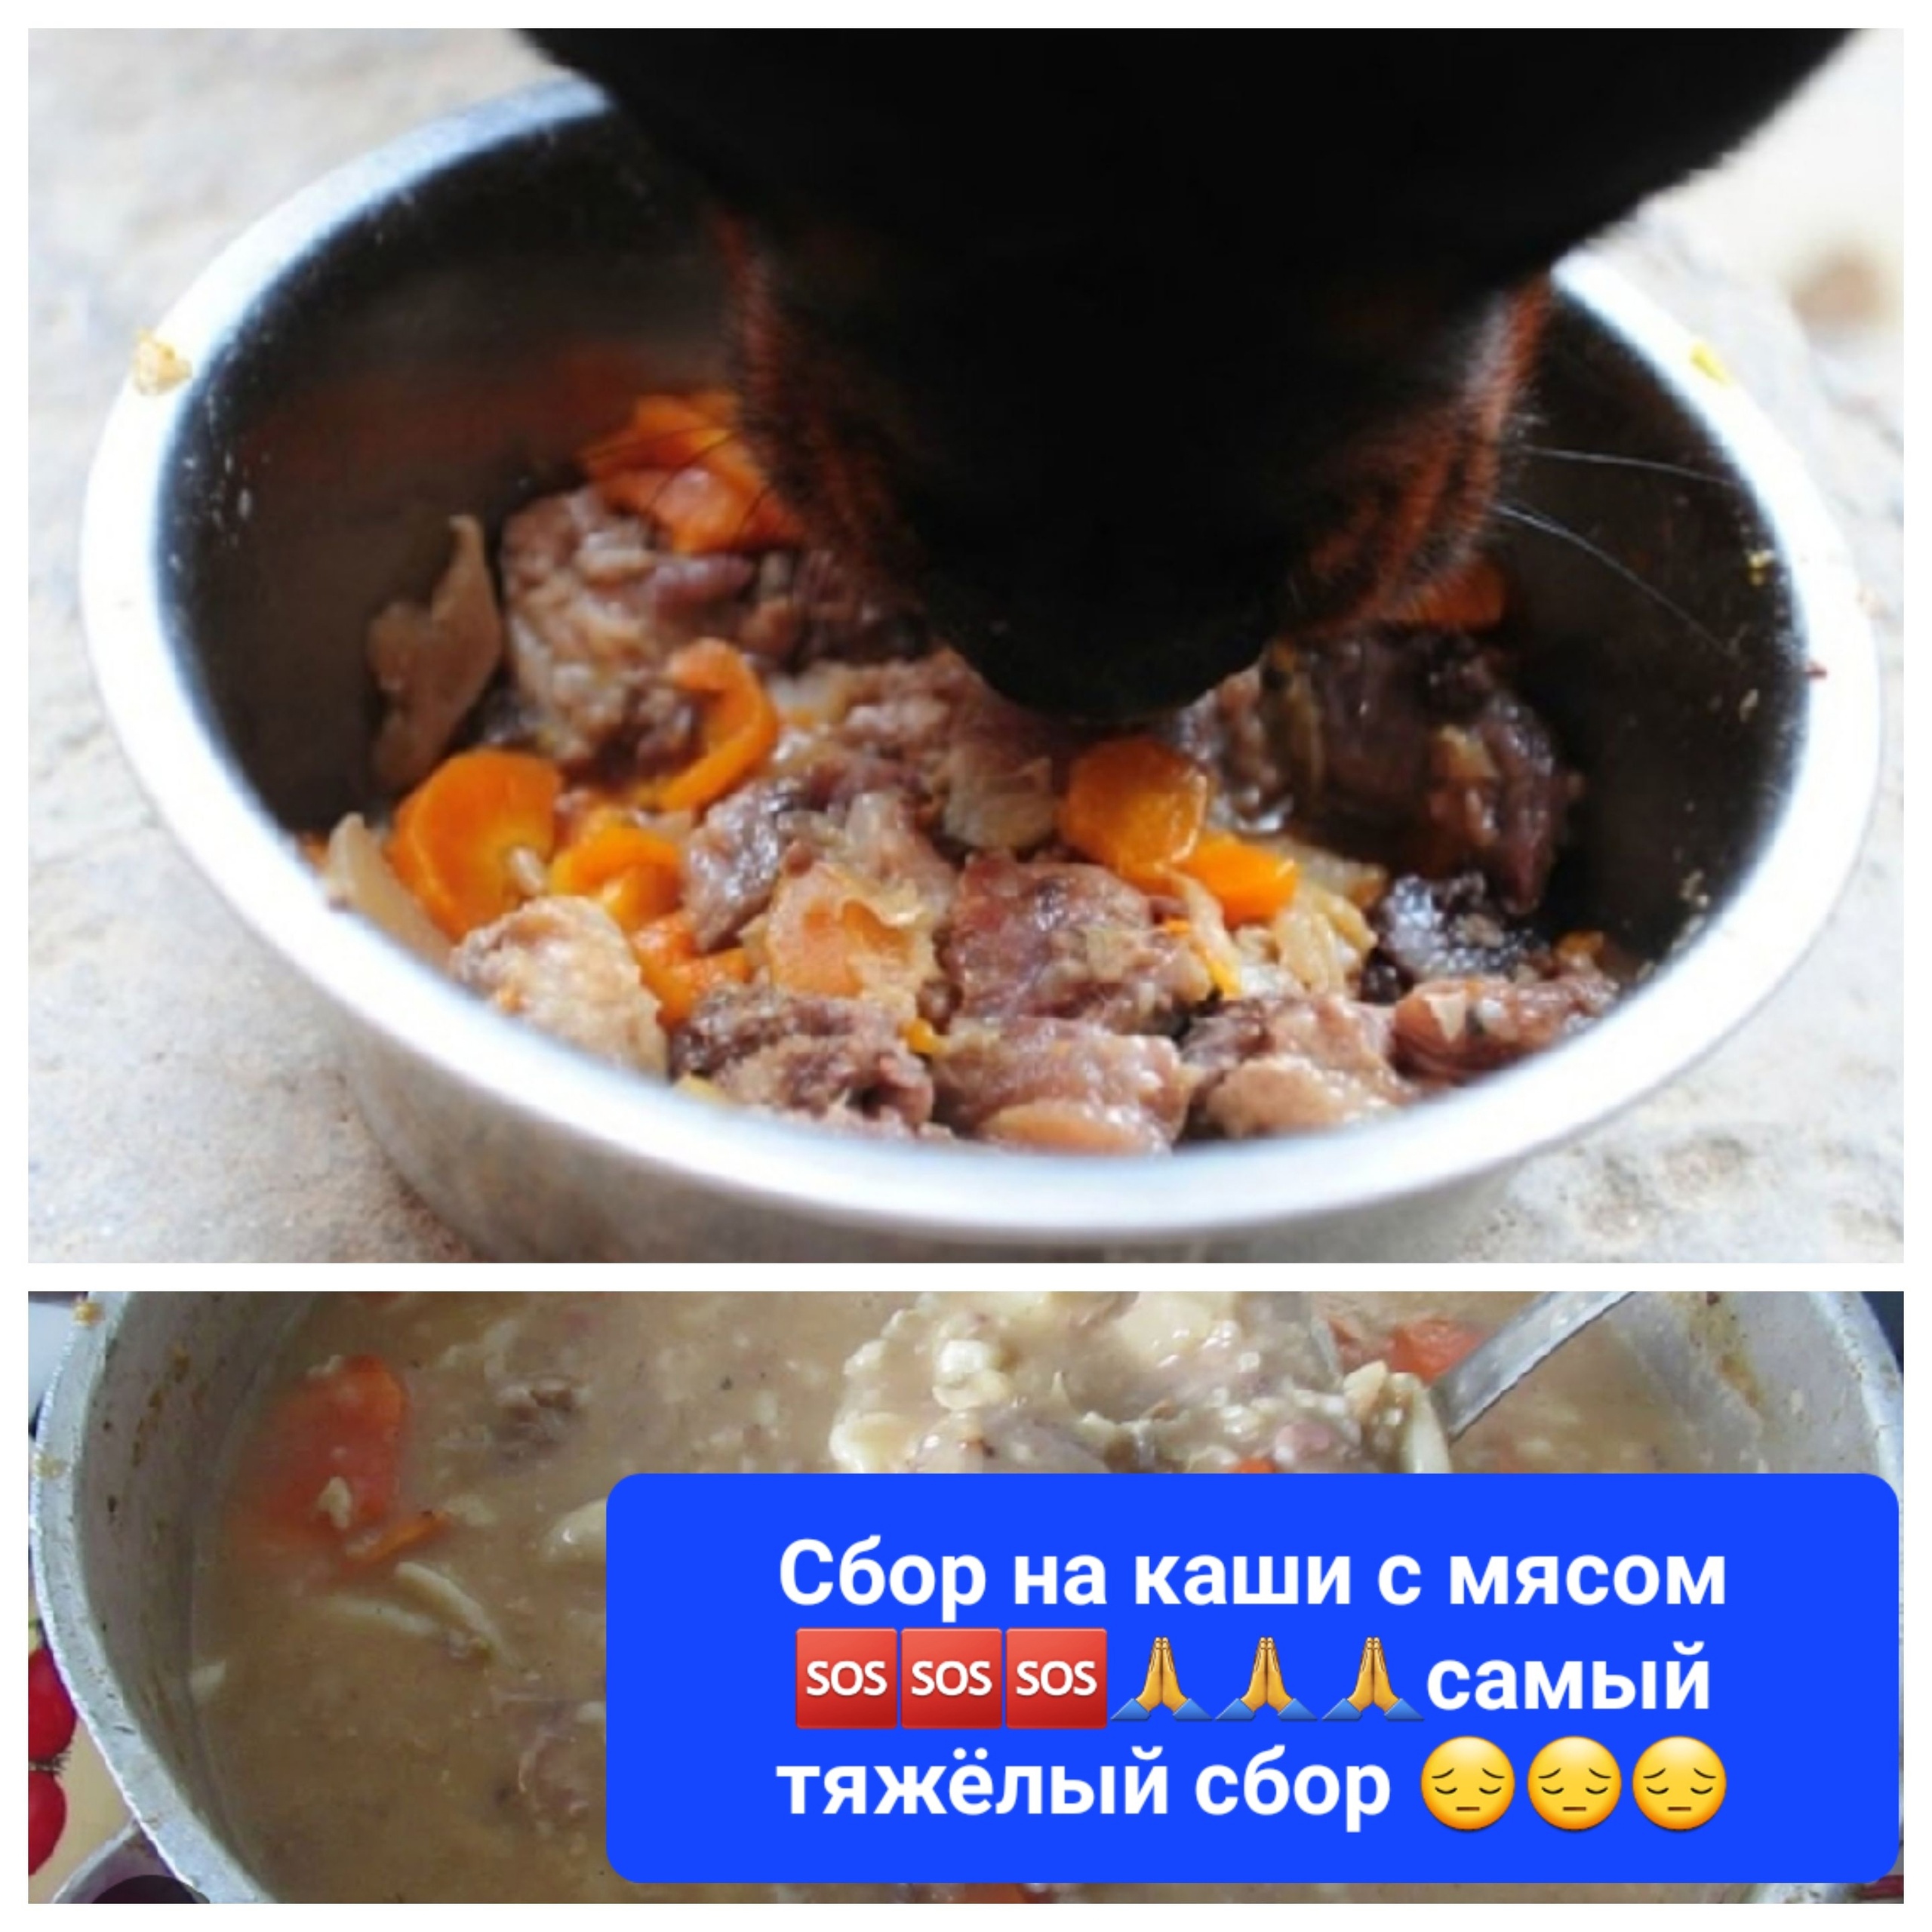 Сбор на каши с мясом
🆘🆘🆘🙏🙏🙏самый
тяжёлый сбор 😔😔😔